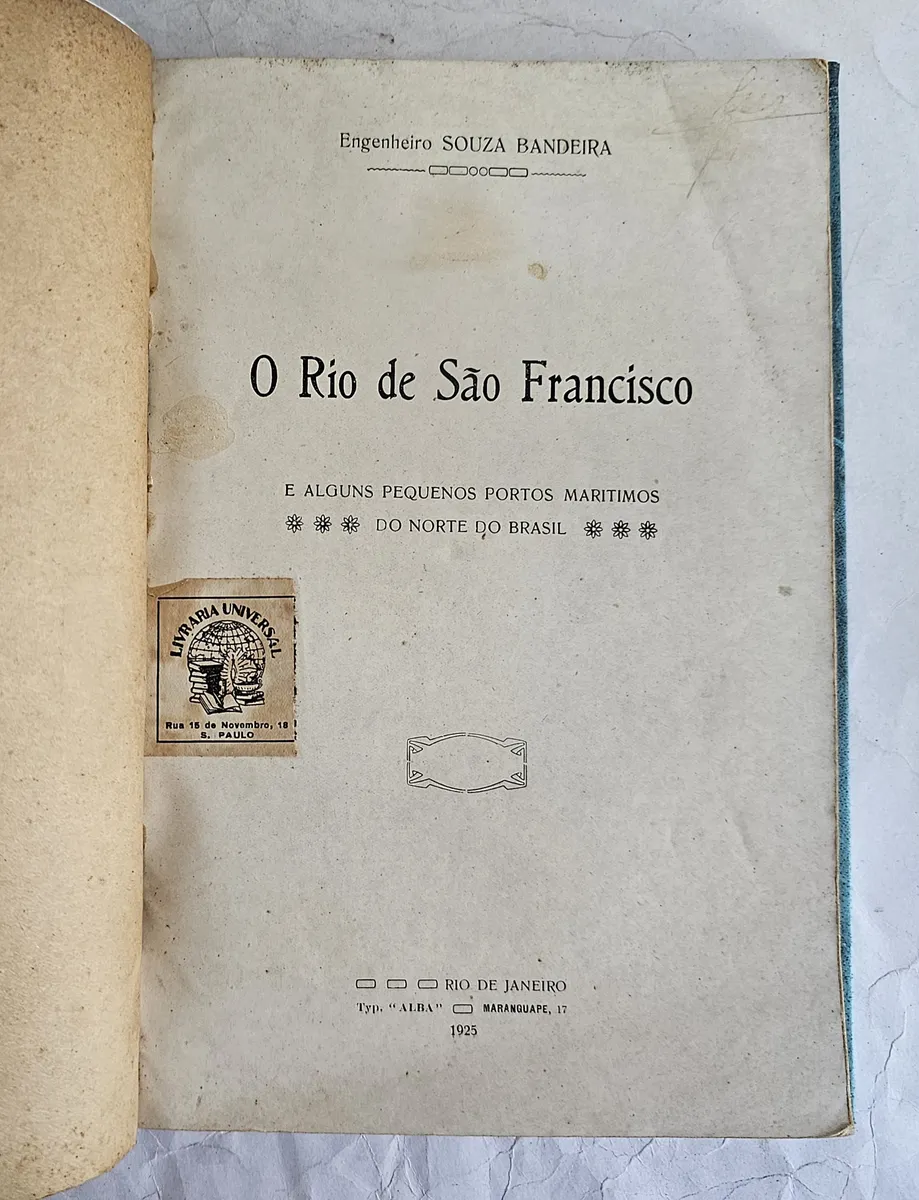 Engenheiro SOUZA BANDEIRA
O Rio de São Francisco
E ALGUNS PEQUENOS PORTOS MARITIMOS
DO NORTE DO BRASIL
LIVRARIA UNIVERSAL
Rua 15 de Novembro, 18
S. PAULO
RIO DE JANEIRO
Typ. "ALBA" MARANGUAPE, 17
1925